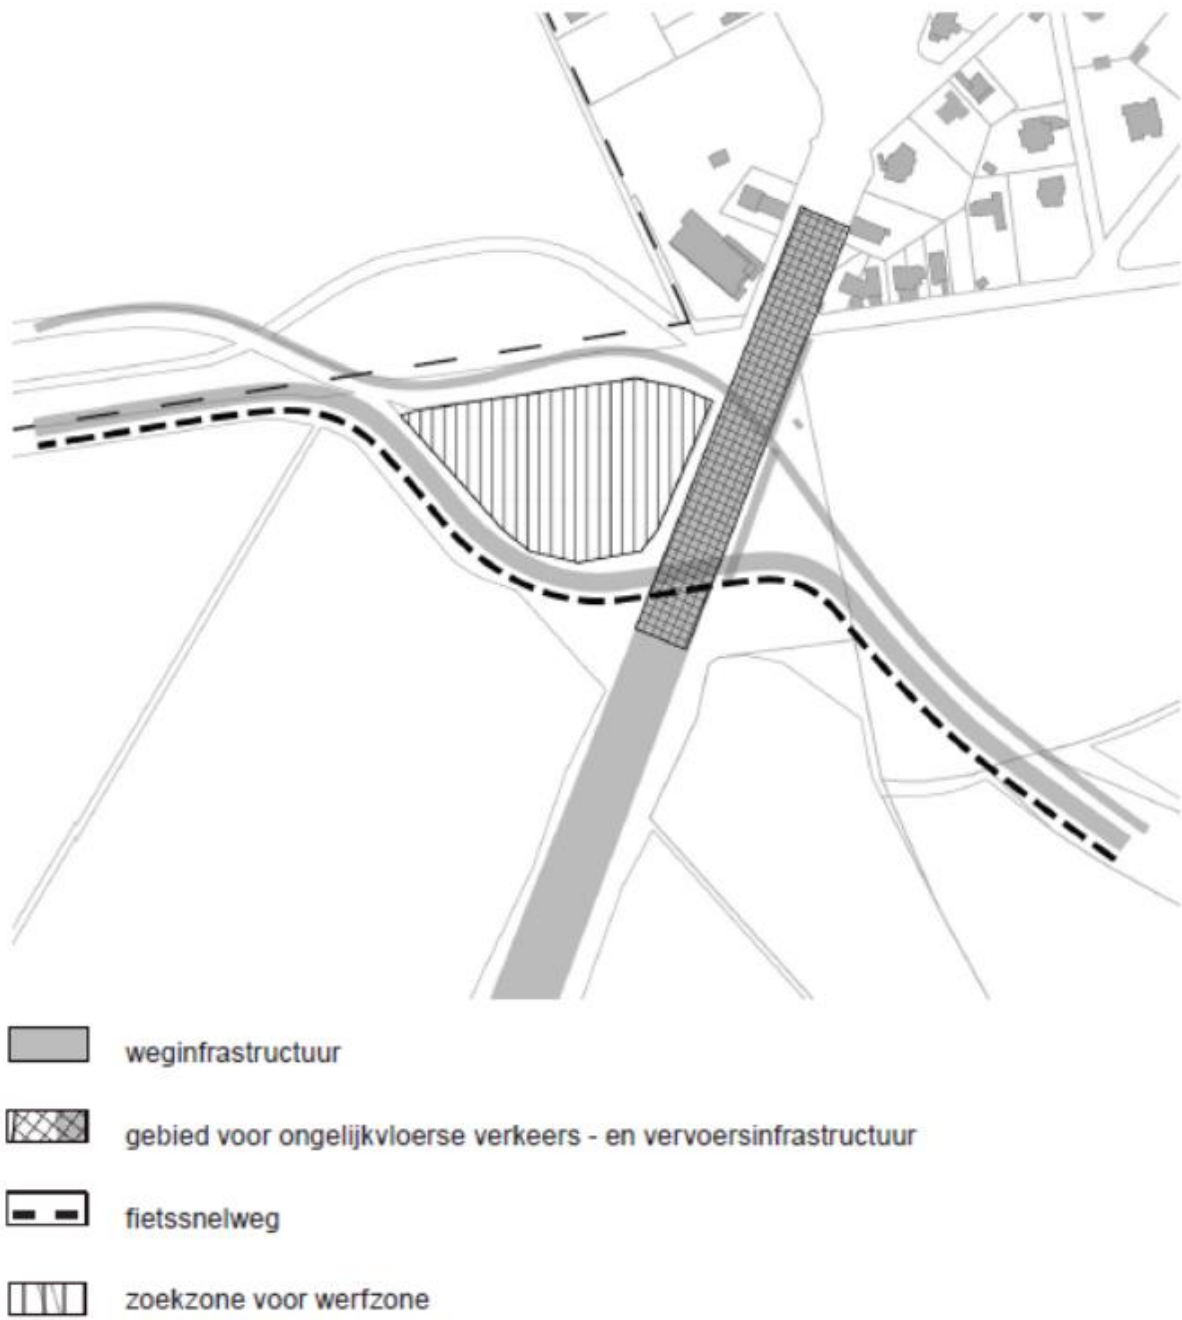 weginfrastructuur
gebied voor ongelijkvloerse verkeers - en vervoersinfrastructuur
fietssnelweg
zoekzone voor werfzone